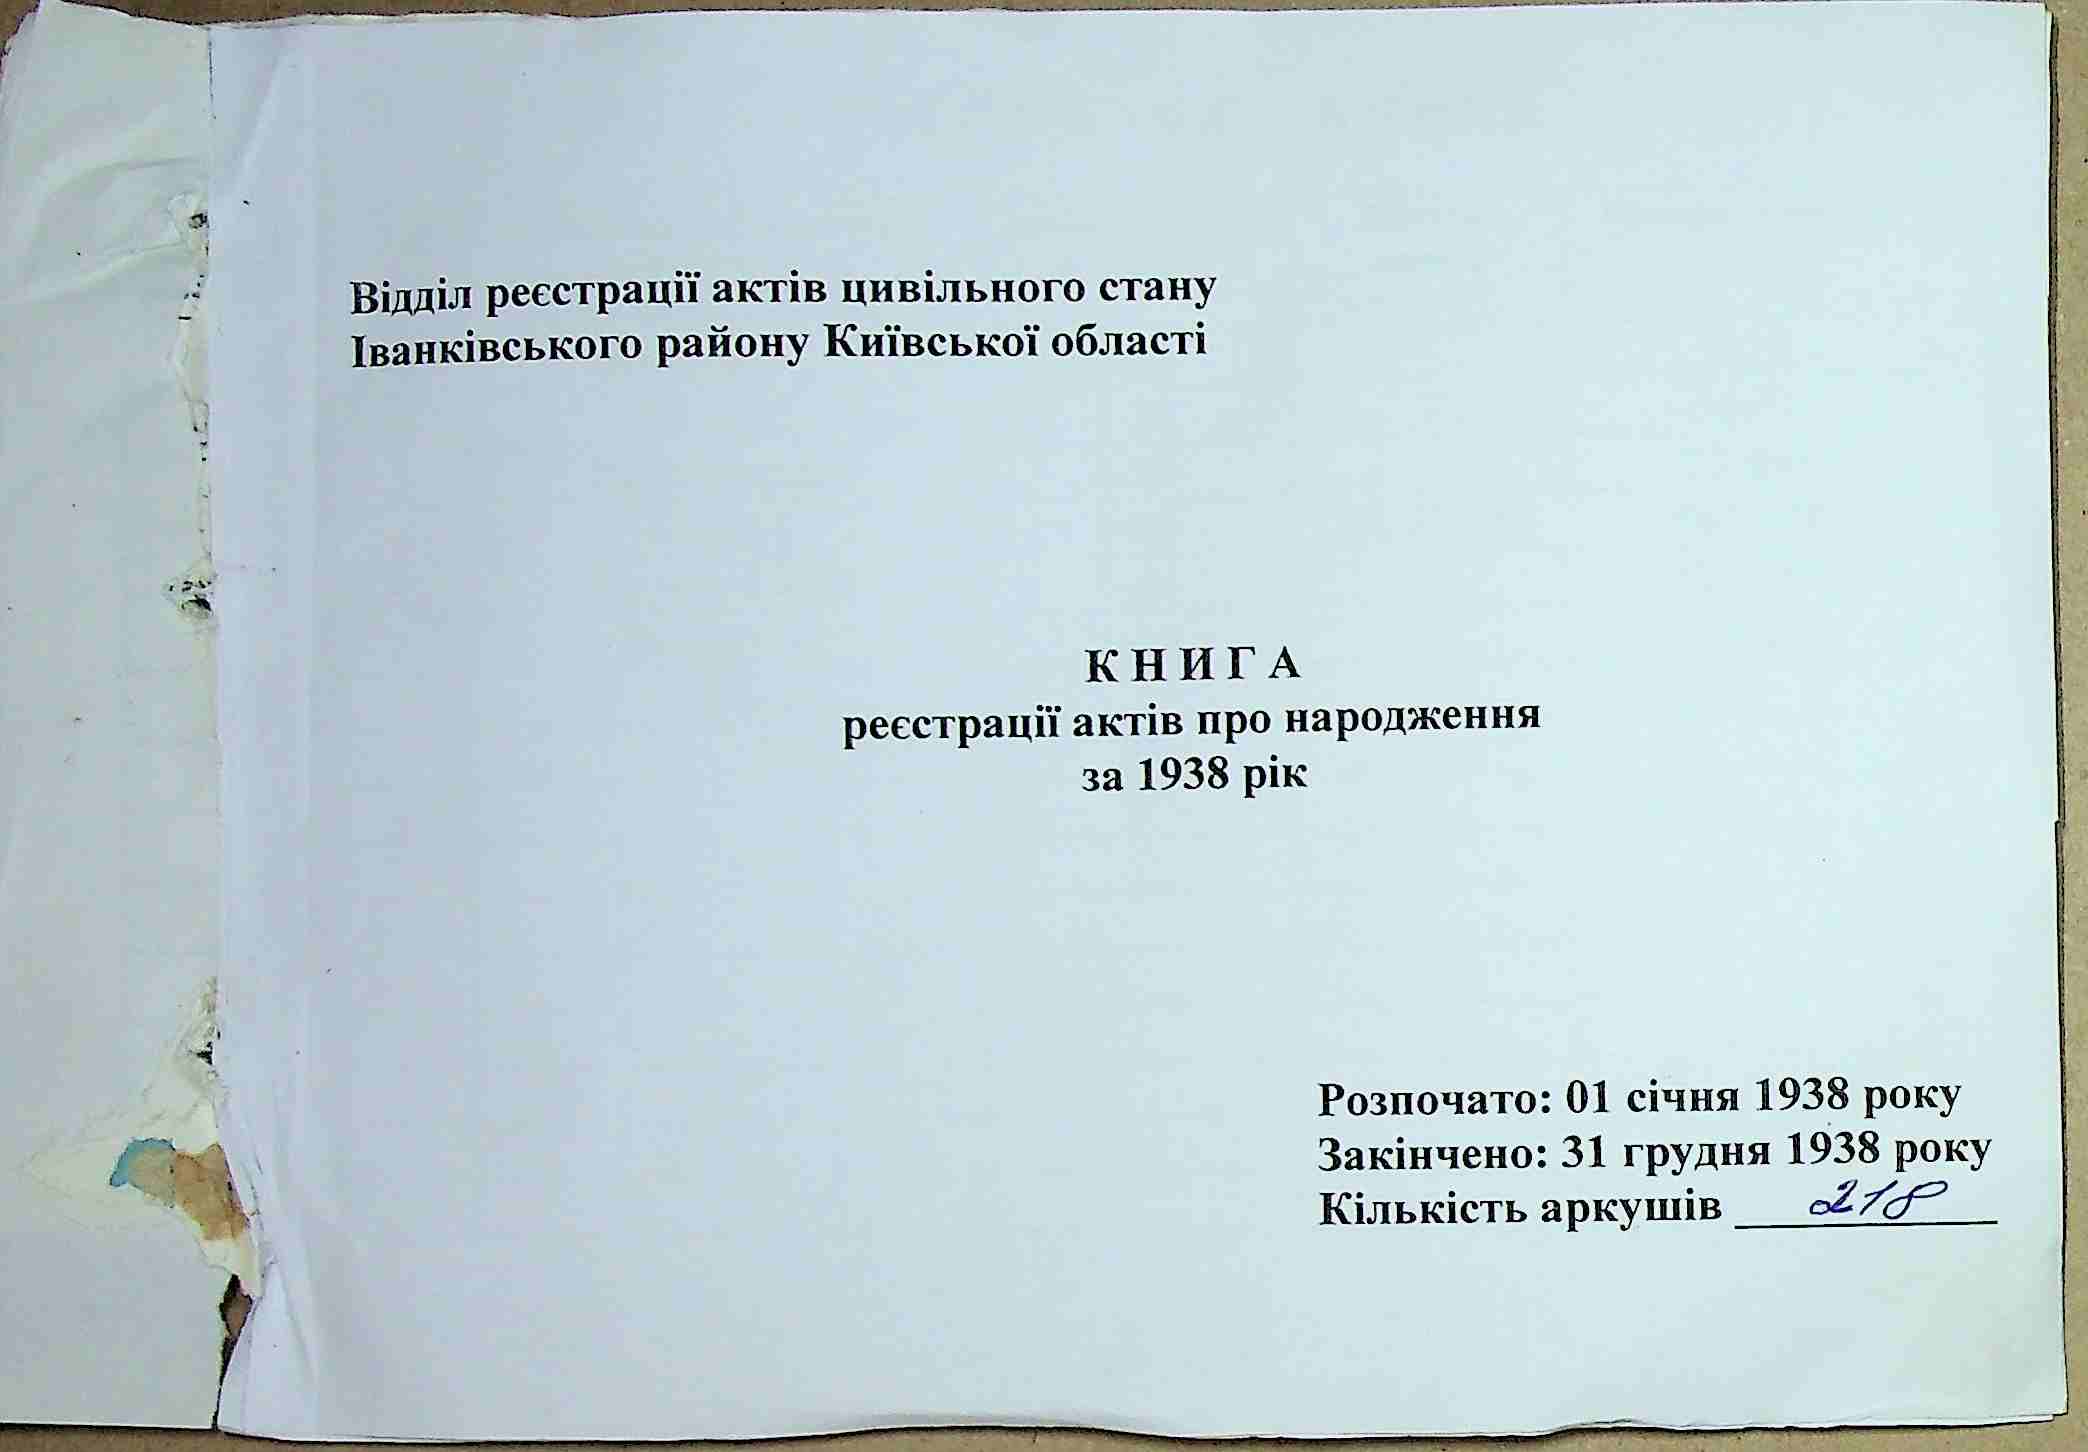 Відділ реєстрації актів цивільного стану
Іванківського району Київської області
К Н И Г А
реєстрації актів про народження
за 1938 рік
Розпочато: 01 січня 1938 року
Закінчено: 31 грудня 1938 року
Кількість аркушів 218